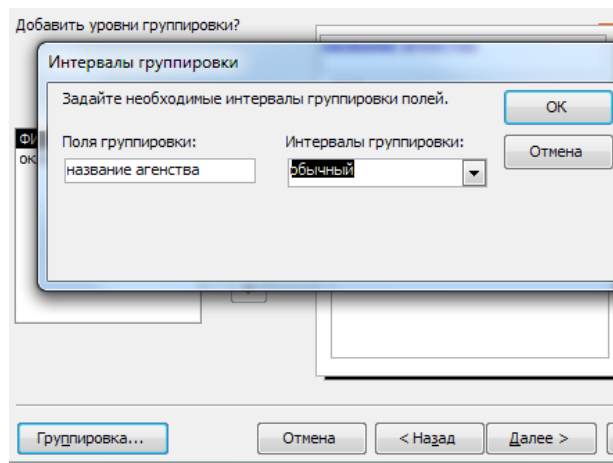 Добавить уровни группировки?
Интервалы группировки
Задайте необходимые интервалы группировки полей.
ОК
Поля группировки:
Интервалы группировки:
Отмена
название агенства
обычный
Группировка...
Отмена
< Назад
Далее >